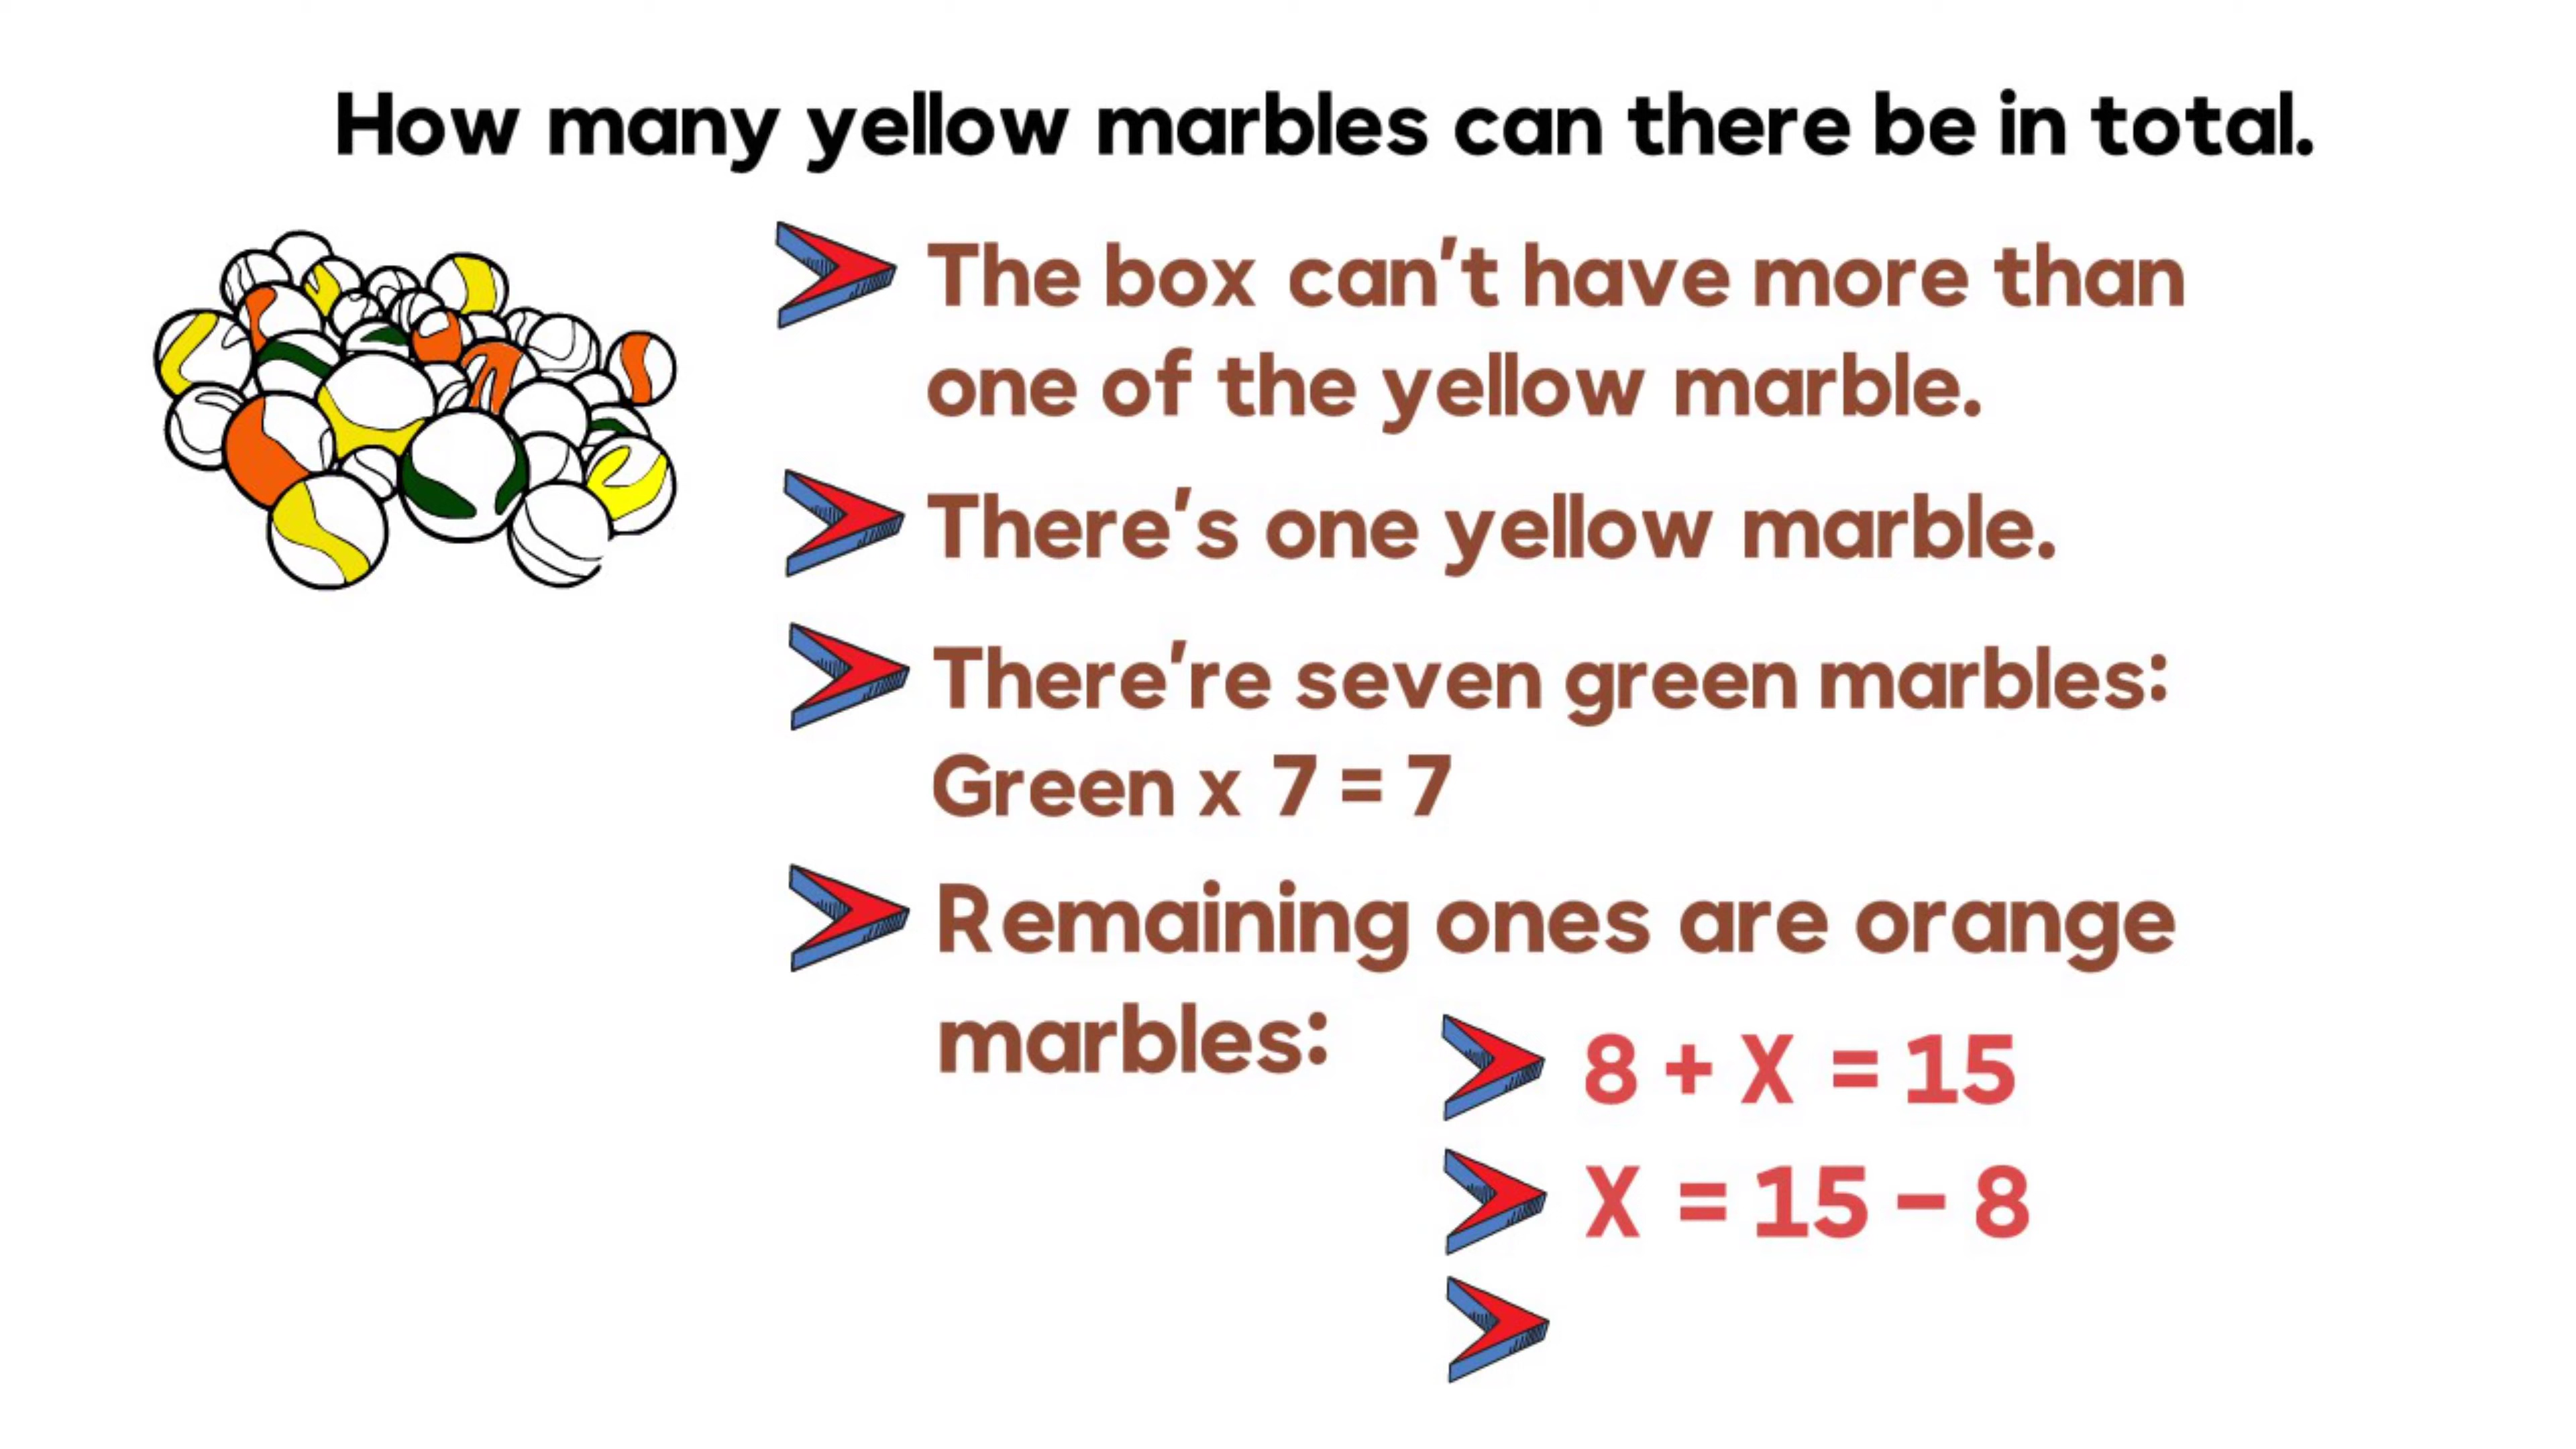 How many yellow marbles can there be in total.
The box can't have more than
one of the yellow marble.
There's one yellow marble.
There're seven green marbles:
Green x 7 = 7
Remaining ones are orange
marbles:
8 + X = 15
X = 15 - 8